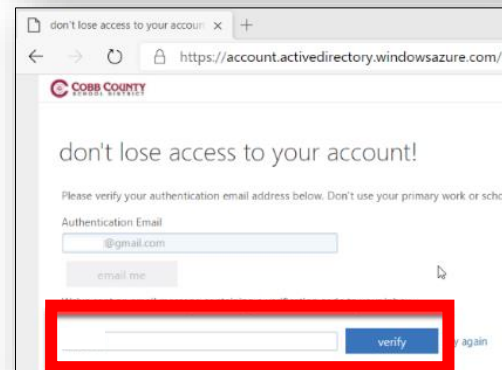 don't lose access to your accoun
https://account.activedirectory.windowsazure.com/
COBB COUNTY
SCHOOL DISTRICT
don't lose access to your account!
Please verify your authentication email address below. Don't use your primary work or scho
Authentication Email
@gmail.com
email me
verify
again